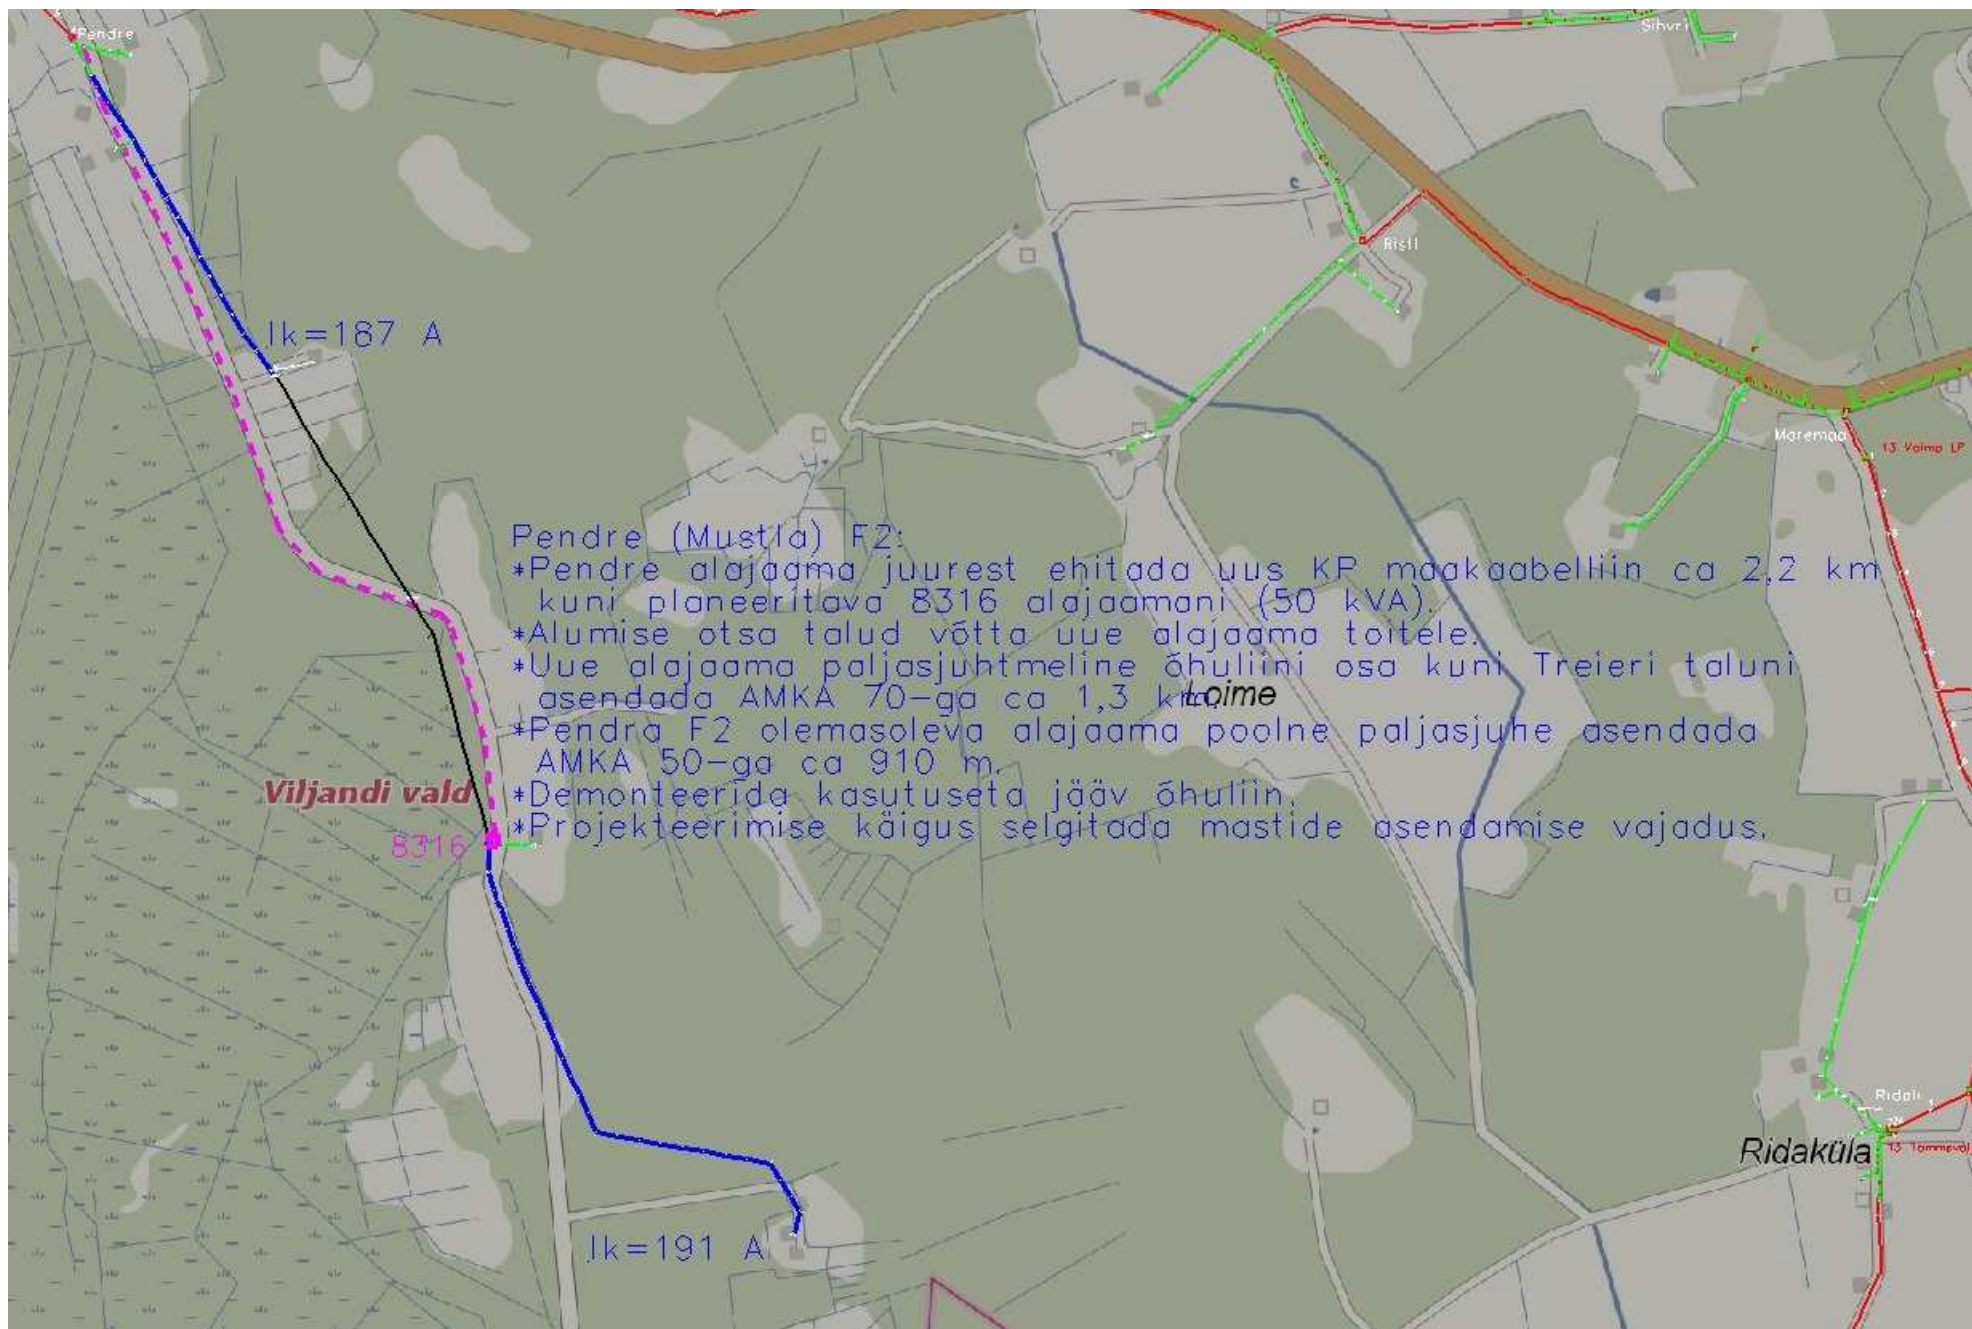 Pendre
Sihvri
Risti
Ik=187 A
Maremaa
13 Valma LP
Pendre (Mustla) F2:
*Pendre alajaama juurest ehitada uus KP maakaabelliin ca 2,2 km
kuni planeeritava 8316 alajaamani (50 kVA).
*Alumise otsa talud võtta uue alajaama toitele.
*Uue alajaama paljasjuhtmeline õhuliini osa kuni Treieri taluni
asendada AMKA 70-ga ca 1,3 km.
Loime
*Pendra F2 olemasoleva alajaama poolne paljasjuhe asendada
AMKA 50-ga ca 910 m.
Viljandi vald
*Demonteerida kasutuseta jääv õhuliin.
*Projekteerimise käigus selgitada mastide asendamise vajadus.
8316
Ridali
Ridaküla
Ik=191 A